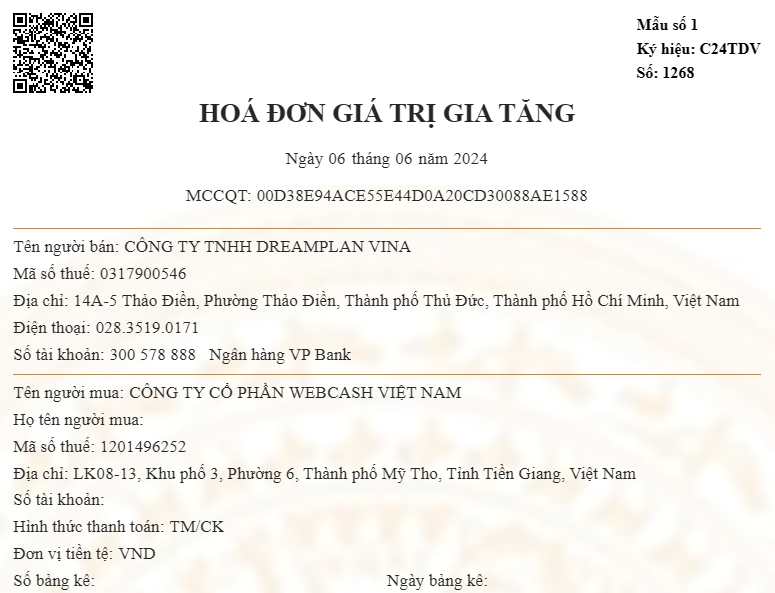 Mẫu số 1
Ký hiệu: C24TDV
Số: 1268
HOÁ ĐƠN GIÁ TRỊ GIA TĂNG
Ngày 06 tháng 06 năm 2024
MCCQT: 00D38E94ACE55E44D0A20CD30088AE1588
Tên người bán: CÔNG TY TNHH DREAMPLAN VINA
Mã số thuế: 0317900546
Địa chỉ: 14A-5 Thảo Điền, Phường Thảo Điền, Thành phố Thủ Đức, Thành phố Hồ Chí Minh, Việt Nam
Điện thoại: 028.3519.0171
Số tài khoản: 300 578 888 Ngân hàng VP Bank
Tên người mua: CÔNG TY CỔ PHẦN WEBCASH VIỆT NAM
Họ tên người mua:
Mã số thuế: 1201496252
Địa chỉ: LK08-13, Khu phố 3, Phường 6, Thành phố Mỹ Tho, Tỉnh Tiền Giang, Việt Nam
Số tài khoản:
Hình thức thanh toán: TM/CK
Đơn vị tiền tệ: VND
Số bảng kê: Ngày bảng kê: